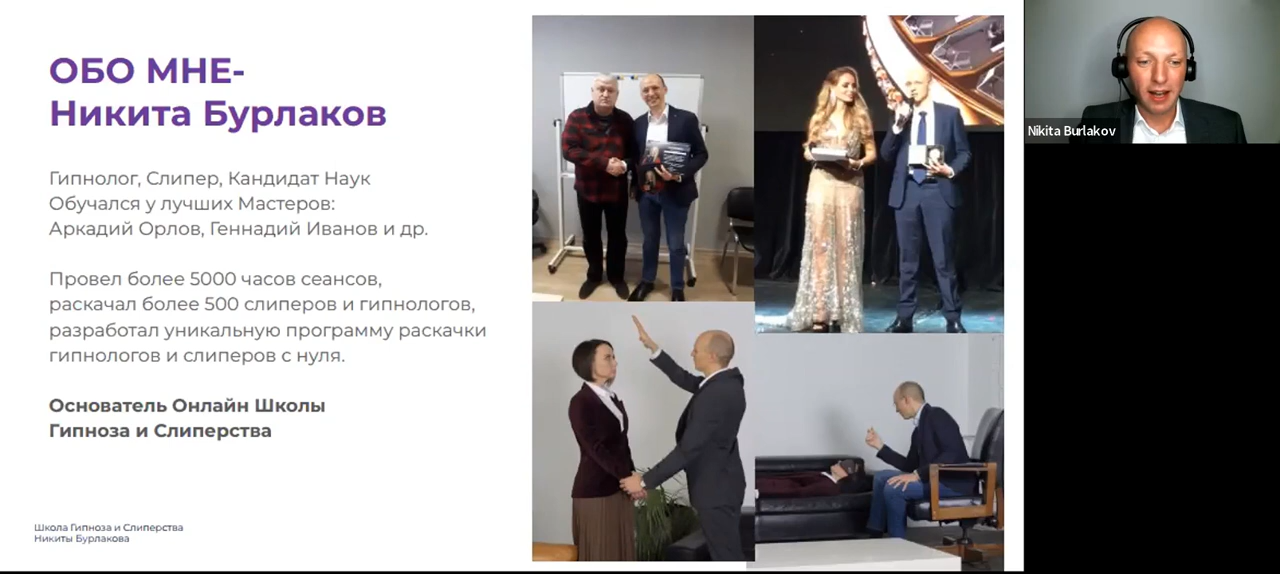 ОБО МНЕ-
Никита Бурлаков
Гипнолог, Слипер, Кандидат Наук
Обучался у лучших Мастеров:
Аркадий Орлов, Геннадий Иванов и др.
Провел более 5000 часов сеансов,
раскачал более 500 слиперов и гипнологов,
разработал уникальную программу раскачки
гипнологов и слиперов с нуля.
Основатель Онлайн Школы
Гипноза и Слиперства
Школа Гипноза и Слиперства
Никиты Бурлакова
Nikita Burlakov